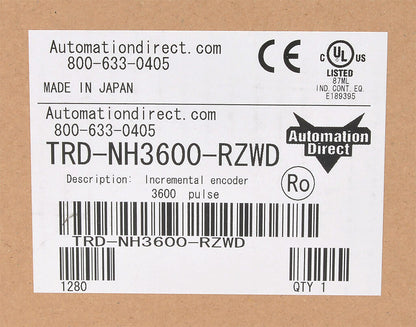 Automationdirect.com
800-633-0405
MADE IN JAPAN
CE
C UL US
LISTED
87ML
IND. CONT. EQ.
E189395
Automationdirect.com
800-633-0405
TRD-NH3600-RZWD
Automation
Direct
Description: Incremental encoder
3600 pulse
Ro
TRD-NH3600-RZWD
1280
QTY 1